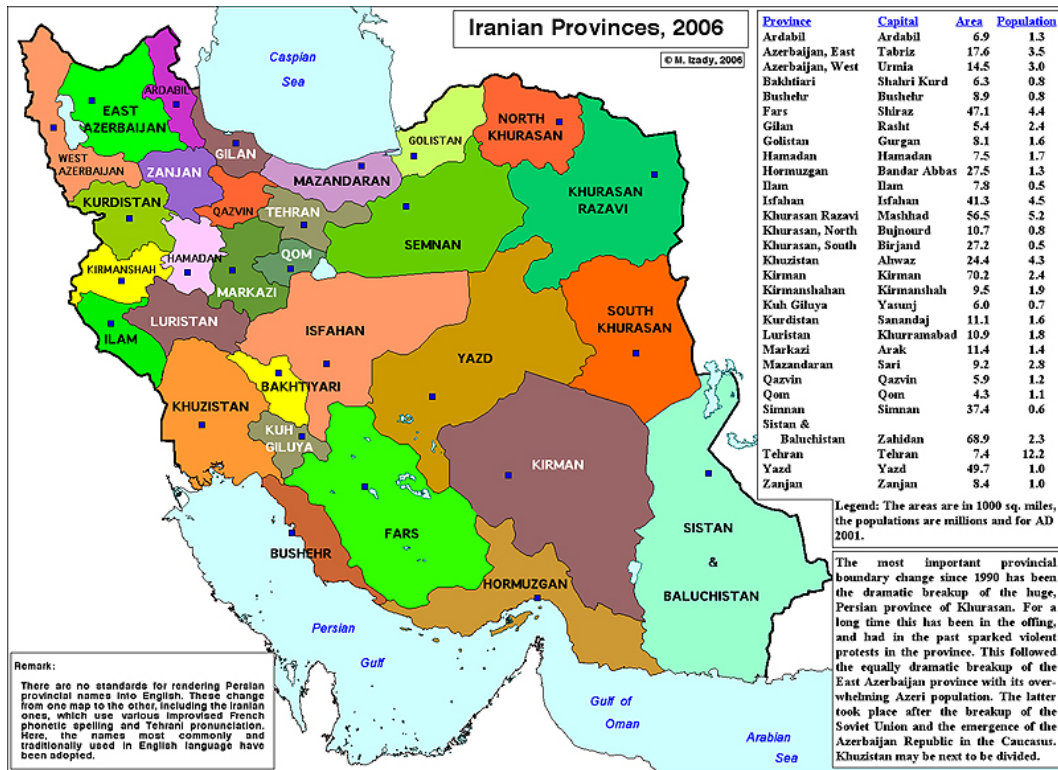 Iranian Provinces, 2006
© M. Izady, 2006
Province Capital Area Population
Ardabil Ardabil 6.9 1.3
Azerbaijan, East Tabriz 17.6 3.5
Azerbaijan, West Urmia 14.5 3.0
Bakhtiari Shahri Kurd 6.3 0.8
Bushehr Bushehr 8.9 0.8
Fars Shiraz 47.1 4.4
Gilan Rasht 5.4 2.4
Golistan Gurgan 8.1 1.6
Hamadan Hamadan 7.5 1.7
Hormuzgan Bandar Abbas 27.5 1.3
Ilam Ilam 7.8 0.5
Isfahan Isfahan 41.3 4.5
Khurasan Razavi Mashhad 56.5 5.2
Khurasan, North Bujnourd 10.7 0.8
Khurasan, South Birjand 27.2 0.5
Khuzistan Ahwaz 24.4 4.3
Kirman Kirman 70.2 2.4
Kirmanshahan Kirmanshah 9.5 1.9
Kuh Giluya Yasunj 6.0 0.7
Kurdistan Sanandaj 11.1 1.6
Luristan Khurramabad 10.9 1.8
Markazi Arak 11.4 1.4
Mazandaran Sari 9.2 2.8
Qazvin Qazvin 5.9 1.2
Qom Qom 4.3 1.1
Simnan Simnan 37.4 0.6
Sistan &
Baluchistan Zahidan 68.9 2.3
Tehran Tehran 7.4 12.2
Yazd Yazd 49.7 1.0
Zanjan Zanjan 8.4 1.0
Legend: The areas are in 1000 sq. miles,
the populations are millions and for AD
2001.
The most important provincial
boundary change since 1990 has been
the dramatic breakup of the huge,
Persian province of Khurasan. For a
long time this has been in the offing,
and had in the past sparked violent
protests in the province. This followed
the equally dramatic breakup of the
East Azerbaijan province with its over-
whelming Azeri population. The latter
took place after the breakup of the
Soviet Union and the emergence of the
Azerbaijan Republic in the Caucasus.
Khuzistan may be next to be divided.
Caspian
Sea
ARDABIL
EAST
AZERBAIJAN
WEST
AZERBAIJAN
GILAN
ZANJAN
MAZANDARAN
GOLISTAN
NORTH
KHURASAN
KHURASAN
RAZAVI
KURDISTAN
QAZVIN
TEHRAN
SEMNAN
HAMADAN
QOM
KIRMANSHAH
MARKAZI
LURISTAN
ILAM
ISFAHAN
SOUTH
KHURASAN
YAZD
BAKHTIYARI
KHUZISTAN
KUH
GILUYA
KIRMAN
FARS
BUSHEHR
SISTAN
&
BALUCHISTAN
HORMUZGAN
Persian
Gulf
Gulf of
Oman
Arabian
Sea
Remark:
There are no standards for rendering Persian
provincial names into English. These change
from one map to the other, including the Iranian
ones, which use various improvised French
phonetic spelling and Tehrani pronunciation.
Here, the names most commonly and
traditionally used in English language have
been adopted.